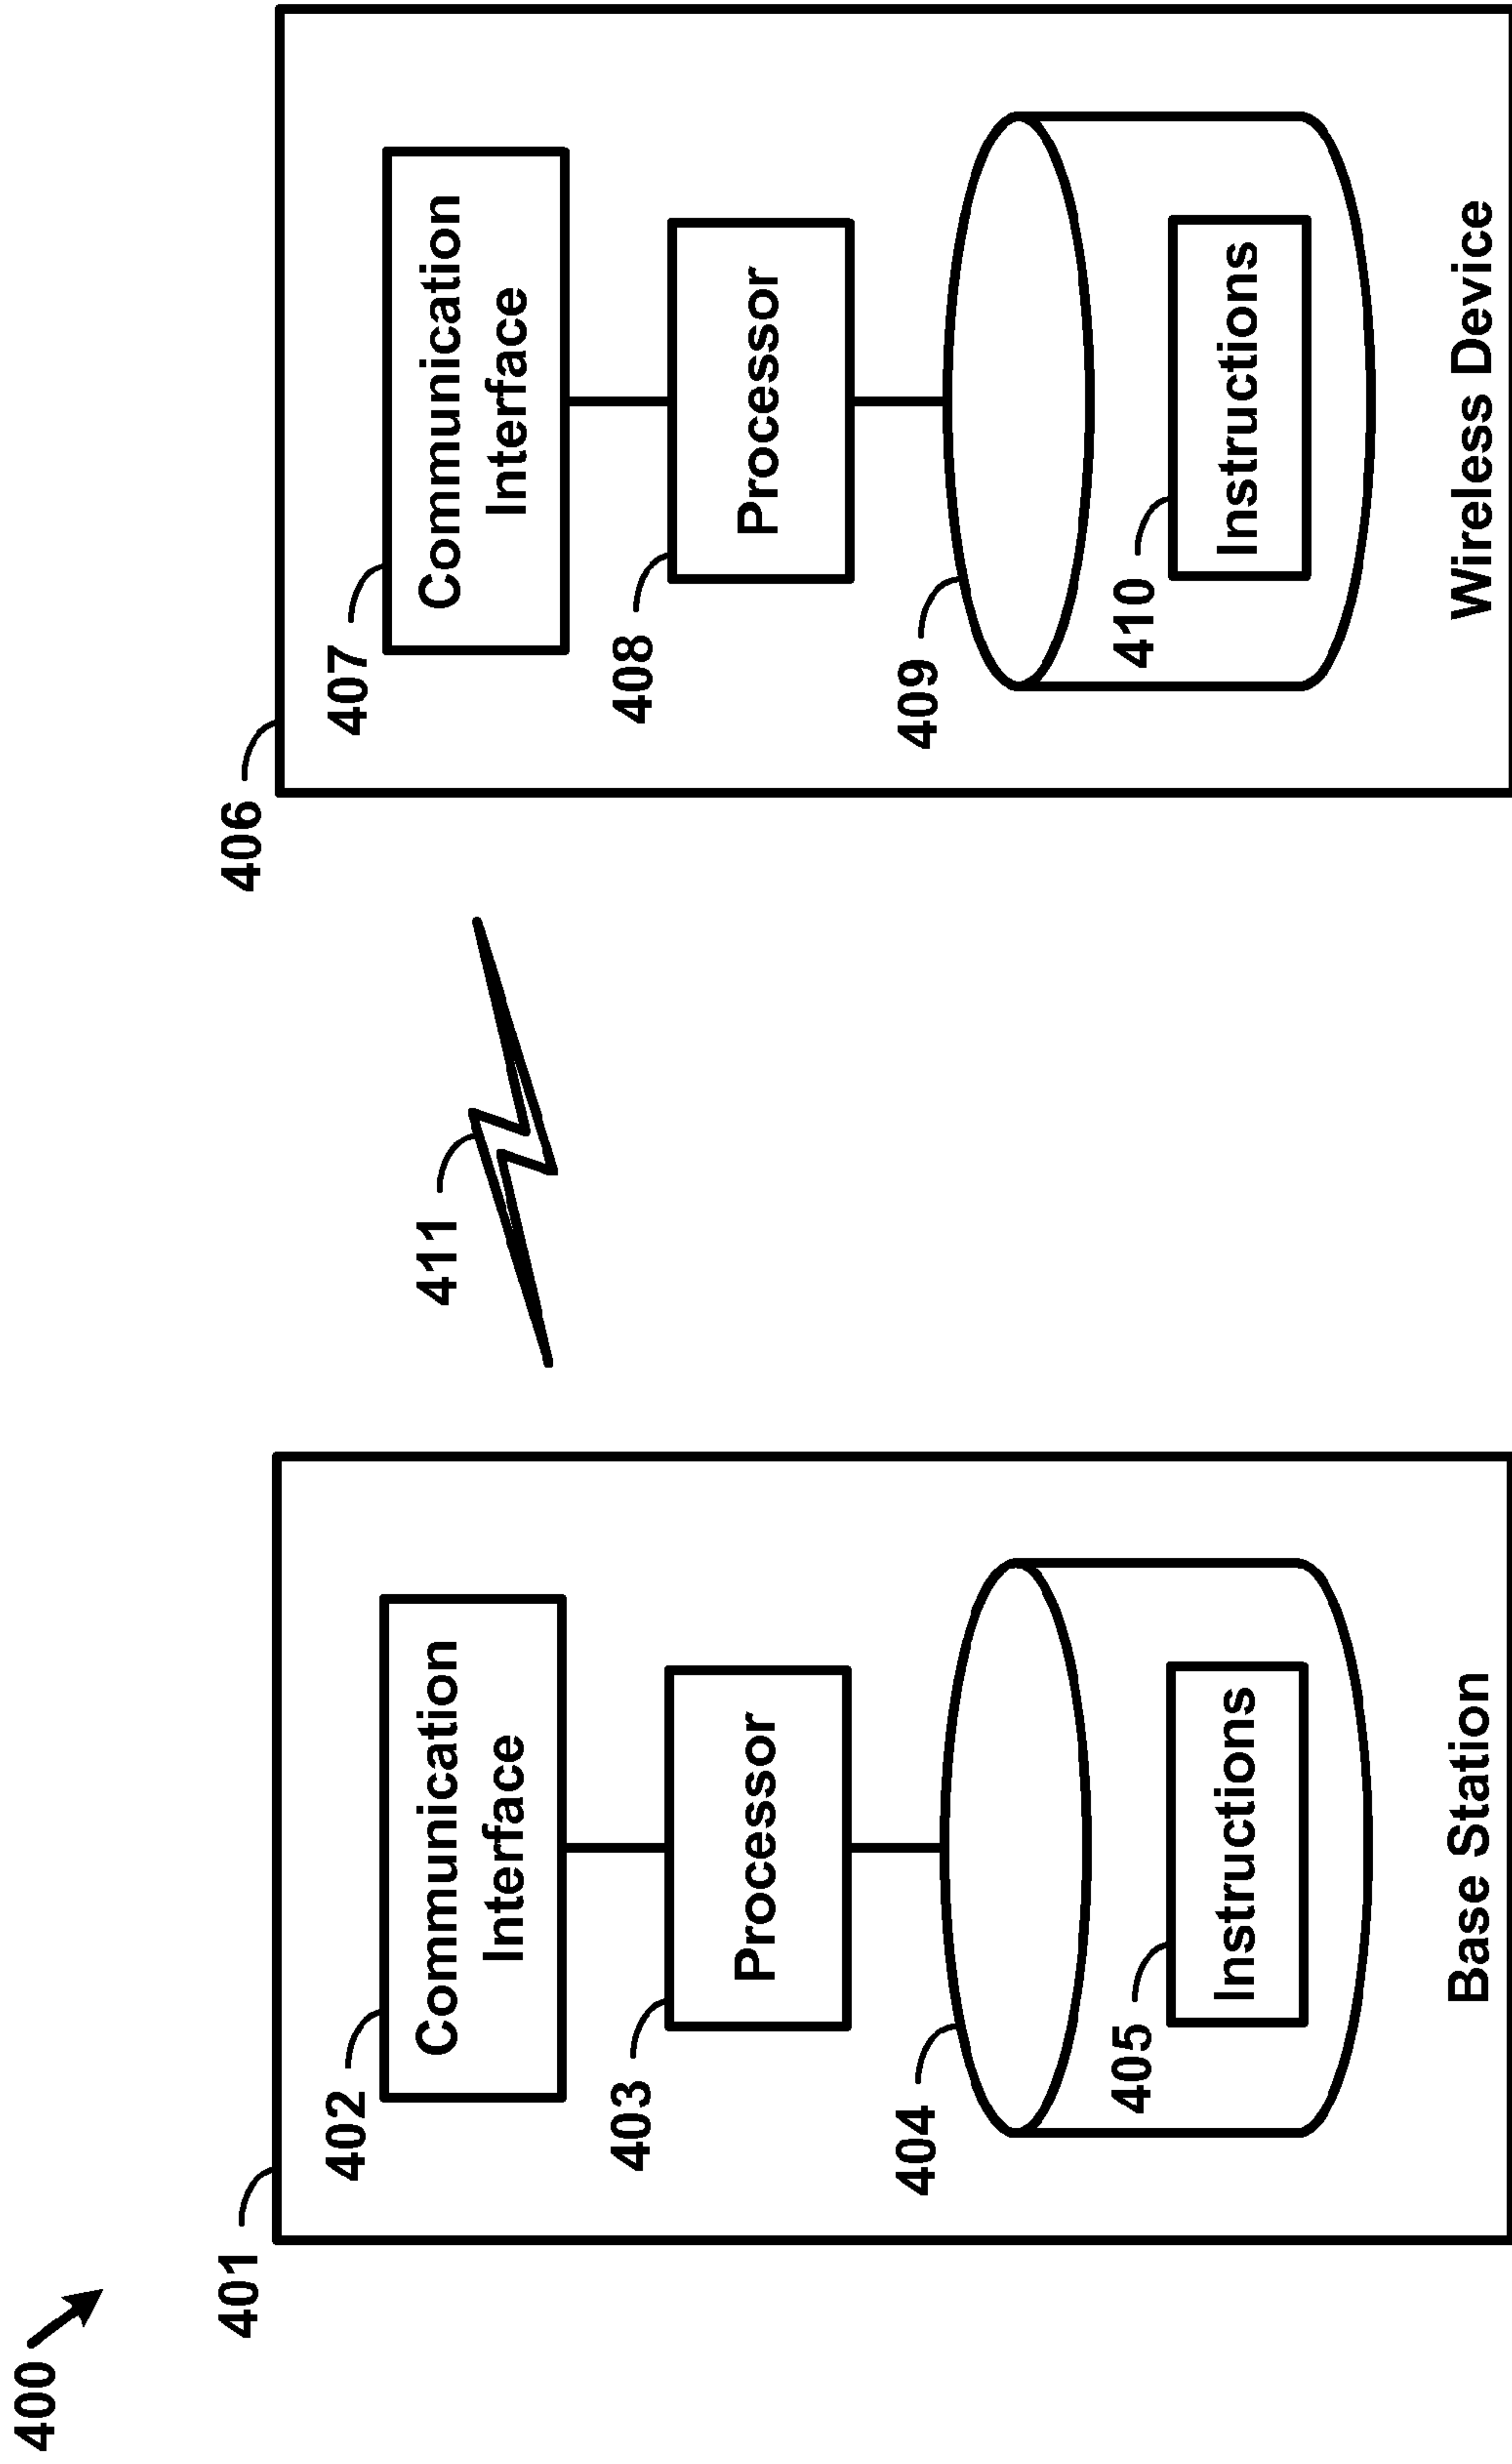 400
401
402
Communication
Interface
403
Processor
404
405
Instructions
Base Station
411
406
407
Communication
Interface
408
Processor
409
410
Instructions
Wireless Device